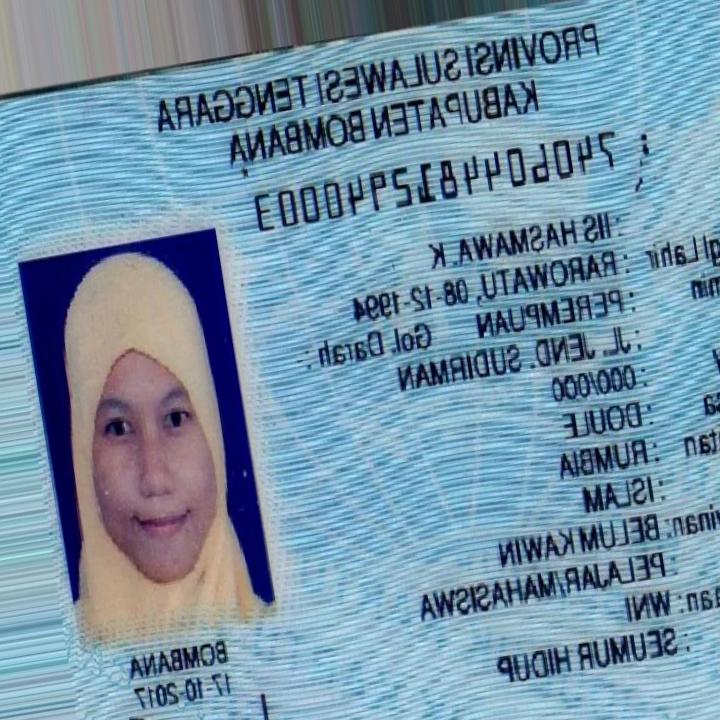 PROVINSI SULAWESI TENGGARA
KABUPATEN BOMBANA
: 7406044812940003
: IIS HASMAWA. K
gl Lahir : RAROWATU, 08-12-1994
min : PEREMPUAN Gol. Darah :
: JL. JEND. SUDIRMAN
: 000/000
sa : DOULE
atan : RUMBIA
: ISLAM
winan: BELUM KAWIN
: PELAJAR/MAHASISWA
aan: WNI
: SEUMUR HIDUP
BOMBANA
17-10-2017